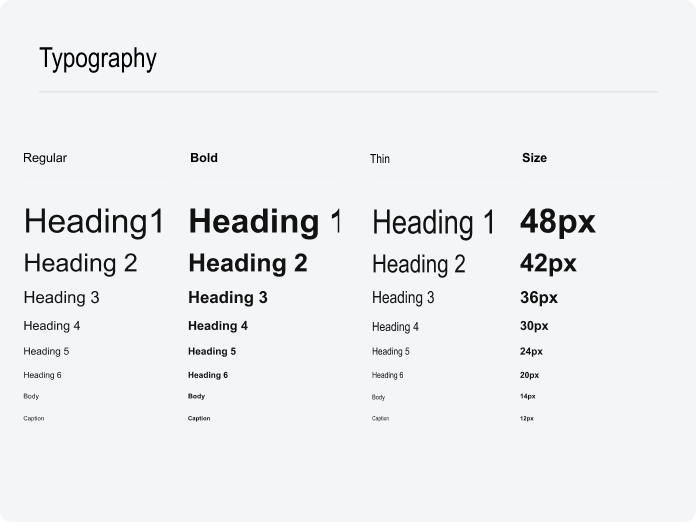 Typography
Regular Bold Thin Size
Heading1 Heading 1 Heading 1 48px
Heading 2 Heading 2 Heading 2 42px
Heading 3 Heading 3 Heading 3 36px
Heading 4 Heading 4 Heading 4 30px
Heading 5 Heading 5 Heading 5 24px
Heading 6 Heading 6 Heading 6 20px
Body Body Body 14px
Caption Caption Caption 12px